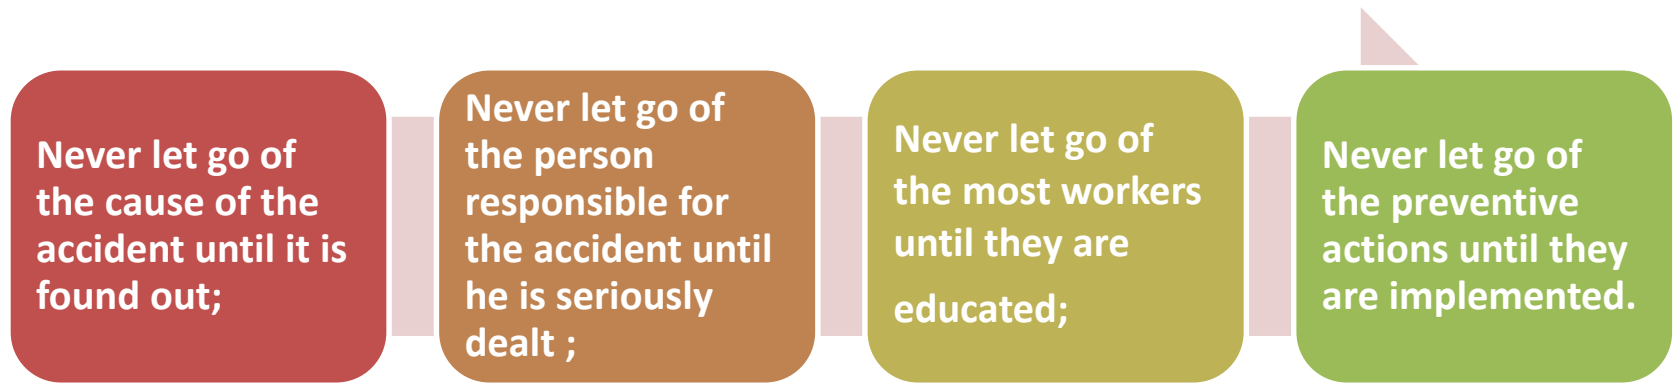 Never let go of
the cause of the
accident until it is
found out;
Never let go of
the person
responsible for
the accident until
he is seriously
dealt ;
Never let go of
the most workers
until they are
educated;
Never let go of
the preventive
actions until they
are implemented.